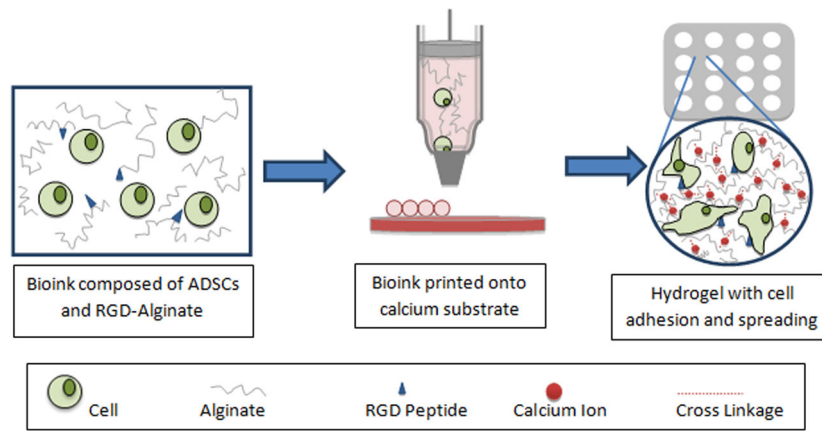 Bioink composed of ADSCs
and RGD-Alginate
Bioink printed onto
calcium substrate
Hydrogel with cell
adhesion and spreading
Cell
Alginate
RGD Peptide
Calcium Ion
Cross Linkage